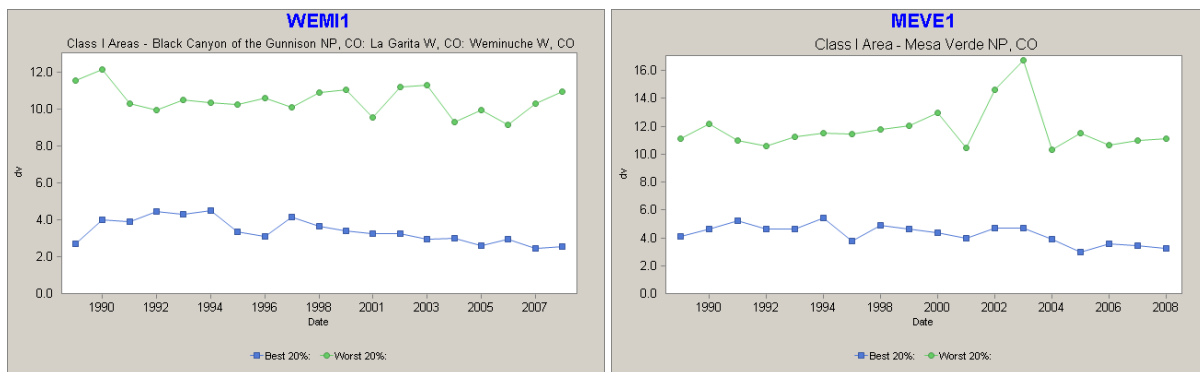 WEMI1
Class I Areas - Black Canyon of the Gunnison NP, CO: La Garita W, CO: Weminuche W, CO
12.0
10.0
8.0
6.0
4.0
2.0
0.0
dv
1990 1992 1994 1996 1998 2001 2003 2005 2007
Date
Best 20%: Worst 20%:
MEVE1
Class I Area - Mesa Verde NP, CO
16.0
14.0
12.0
10.0
8.0
6.0
4.0
2.0
0.0
dv
1990 1992 1994 1996 1998 2000 2002 2004 2006 2008
Date
Best 20%: Worst 20%: